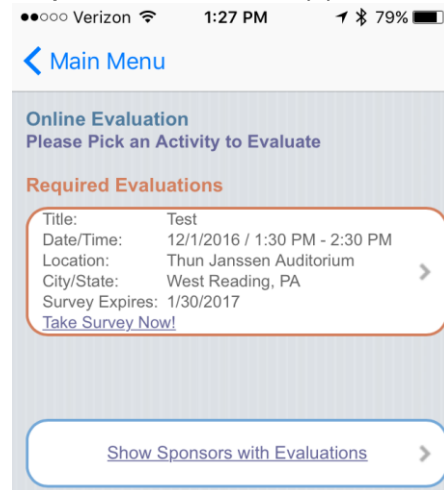 Verizon 1:27 PM 79%
Main Menu
Online Evaluation
Please Pick an Activity to Evaluate
Required Evaluations
Title: Test
Date/Time: 12/1/2016 / 1:30 PM - 2:30 PM
Location: Thun Janssen Auditorium
City/State: West Reading, PA
Survey Expires: 1/30/2017
Take Survey Now!
Show Sponsors with Evaluations